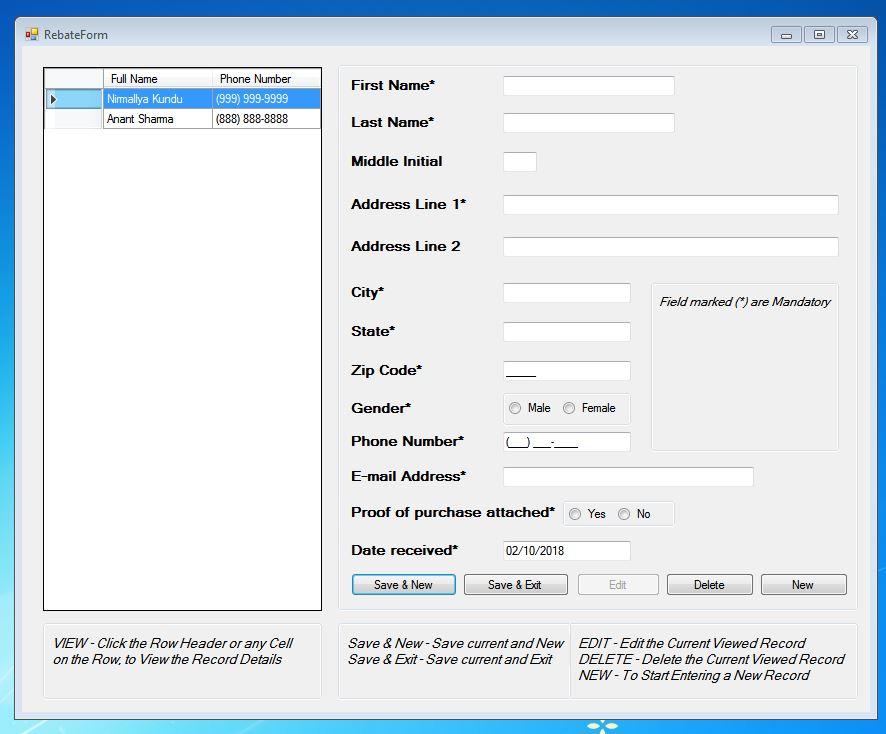 RebateForm
Full Name Phone Number
Nirmallya Kundu (999) 999-9999
Anant Sharma (888) 888-8888
First Name*
Last Name*
Middle Initial
Address Line 1*
Address Line 2
City*
Field marked (*) are Mandatory
State*
Zip Code* _____
Gender* Male Female
Phone Number* (___) ___-____
E-mail Address*
Proof of purchase attached* Yes No
Date received* 02/10/2018
Save & New Save & Exit Edit Delete New
VIEW - Click the Row Header or any Cell
on the Row, to View the Record Details
Save & New - Save current and New
Save & Exit - Save current and Exit
EDIT - Edit the Current Viewed Record
DELETE - Delete the Current Viewed Record
NEW - To Start Entering a New Record